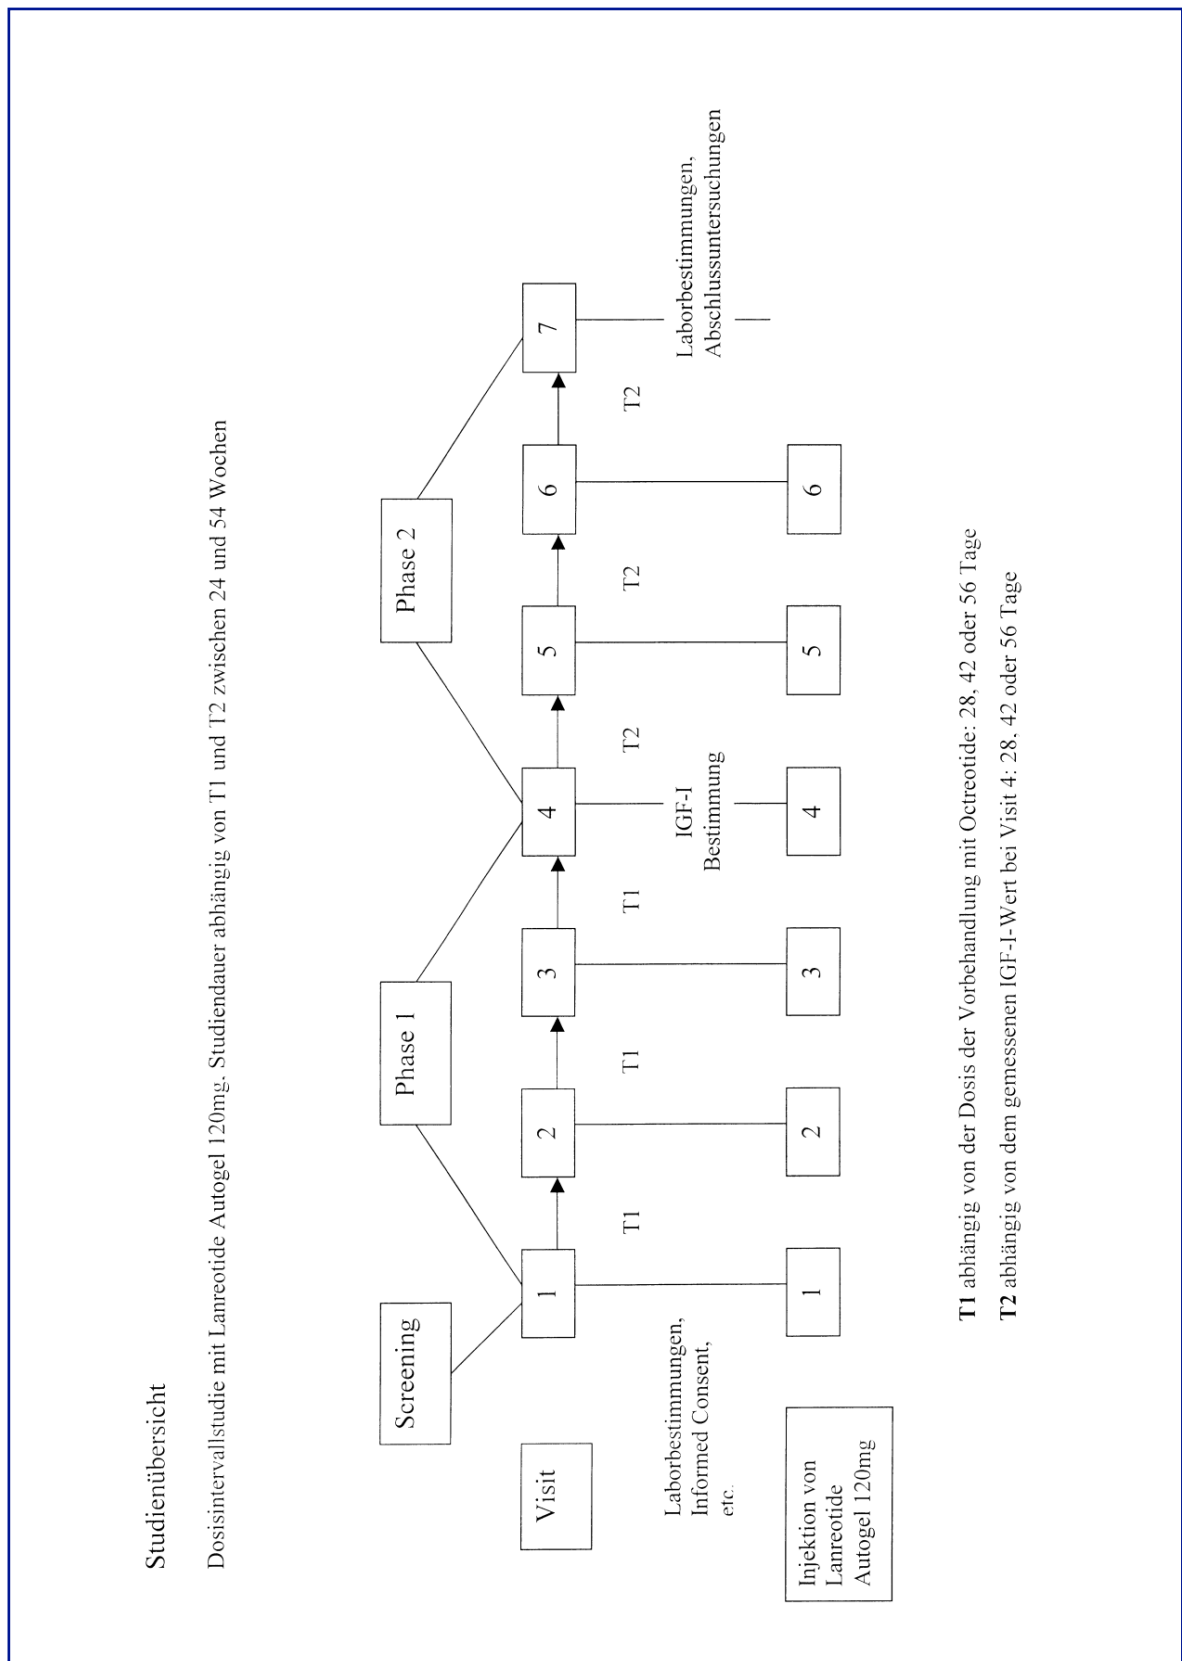 Studienübersicht
Dosisintervallstudie mit Lanreotide Autogel 120mg. Studiendauer abhängig von T1 und T2 zwischen 24 und 54 Wochen
Screening
Phase 1
Phase 2
Visit
1
2
3
4
5
6
7
T1
T1
T1
T2
T2
T2
Laborbestimmungen,
Informed Consent,
etc.
IGF-I
Bestimmung
Laborbestimmungen,
Abschlussuntersuchungen
Injektion von
Lanreotide
Autogel 120mg
1
2
3
4
5
6
T1 abhängig von der Dosis der Vorbehandlung mit Octreotide: 28, 42 oder 56 Tage
T2 abhängig von dem gemessenen IGF-I-Wert bei Visit 4: 28, 42 oder 56 Tage